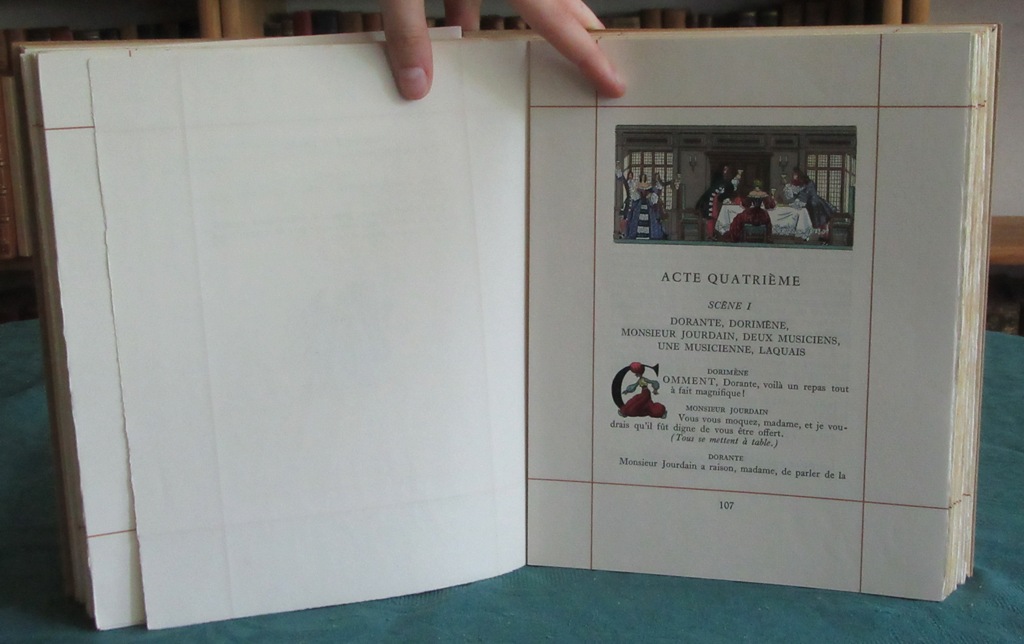 ACTE QUATRIÈME
SCÈNE I
DORANTE, DORIMÈNE,
MONSIEUR JOURDAIN, DEUX MUSICIENS,
UNE MUSICIENNE, LAQUAIS
DORIMÈNE
COMMENT, Dorante, voilà un repas tout
à fait magnifique!
MONSIEUR JOURDAIN
Vous vous moquez, madame, et je vou-
drais qu'il fût digne de vous être offert.
(Tous se mettent à table.)
DORANTE
Monsieur Jourdain a raison, madame, de parler de la
107